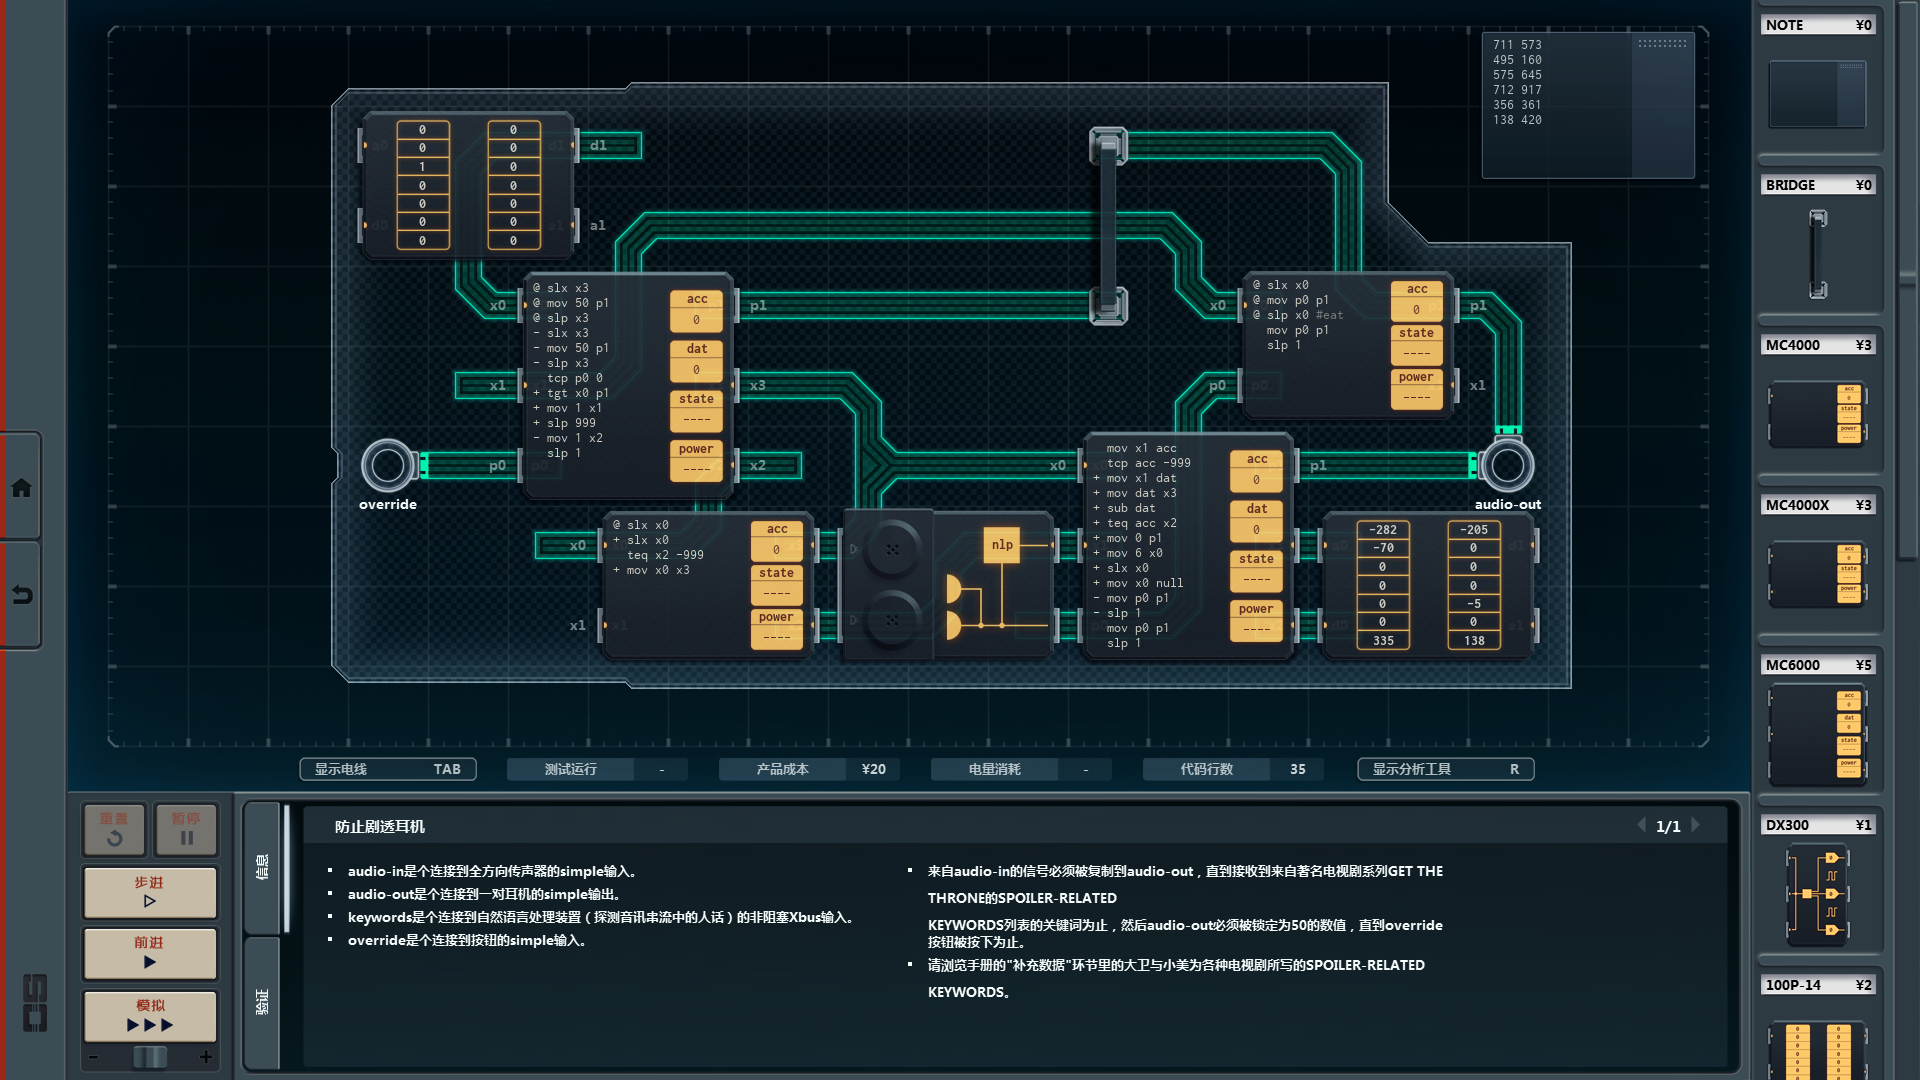 711 573
495 160
575 645
712 917
356 361
138 420
a0
d0
0
0
1
0
0
0
0
0
0
0
0
0
0
0
d1
a1
x0
x1
p0
@ slx x3
@ mov 50 p1
@ slp x3
- slx x3
- mov 50 p1
- slp x3
tcp p0 0
+ tgt x0 p1
+ mov 1 x1
+ slp 999
- mov 1 x2
slp 1
acc
0
dat
0
state
----
power
----
p1
x3
x2
override
x0
x1
@ slx x0
+ slx x0
teq x2 -999
+ mov x0 x3
acc
0
state
----
power
----
nlp
x0
mov x1 acc
tcp acc -999
+ mov x1 dat
+ mov dat x3
+ sub dat
+ teq acc x2
+ mov 0 p1
+ mov 6 x0
+ slx x0
+ mov x0 null
- mov p0 p1
- slp 1
mov p0 p1
slp 1
acc
0
dat
0
state
----
power
----
p1
x0
p0
@ slx x0
@ mov p0 p1
@ slp x0 #eat
mov p0 p1
slp 1
acc
0
state
----
power
----
p1
x1
audio-out
-282
-70
0
0
0
0
335
-205
0
0
0
-5
0
138
NOTE ¥0
BRIDGE ¥0
MC4000 ¥3
MC4000X ¥3
MC6000 ¥5
DX300 ¥1
100P-14 ¥2
显示电线 TAB
测试运行 -
产品成本 ¥20
电量消耗 -
代码行数 35
显示分析工具 R
重置
暂停
步进
前进
模拟
- +
信息
验证
防止剧透耳机
1/1
▪ audio-in是个连接到全方向传声器的simple输入。
▪ audio-out是个连接到一对耳机的simple输出。
▪ keywords是个连接到自然语言处理装置（探测音讯串流中的人话）的非阻塞Xbus输入。
▪ override是个连接到按钮的simple输入。
▪ 来自audio-in的信号必须被复制到audio-out，直到接收到来自著名电视剧系列GET THE
THRONE的SPOILER-RELATED
KEYWORDS列表的关键词为止，然后audio-out必须被锁定为50的数值，直到override
按钮被按下为止。
▪ 请浏览手册的"补充数据"环节里的大卫与小美为各种电视剧所写的SPOILER-RELATED
KEYWORDS。